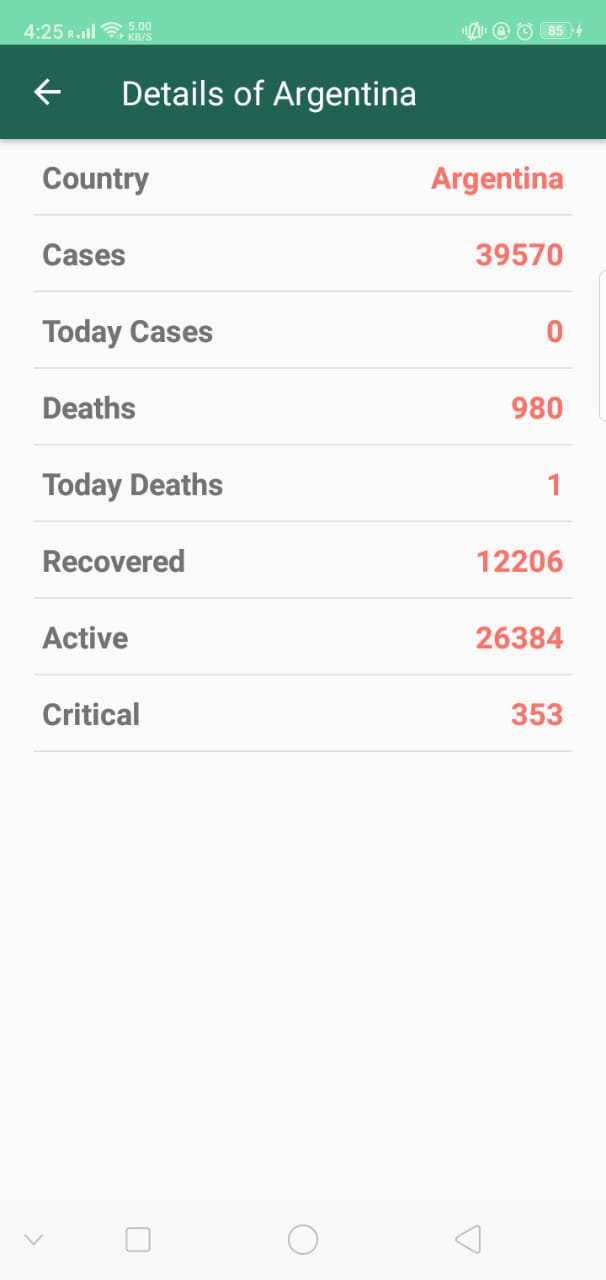 4:25 R 5.00 KB/S 85
Details of Argentina
Country Argentina
Cases 39570
Today Cases 0
Deaths 980
Today Deaths 1
Recovered 12206
Active 26384
Critical 353